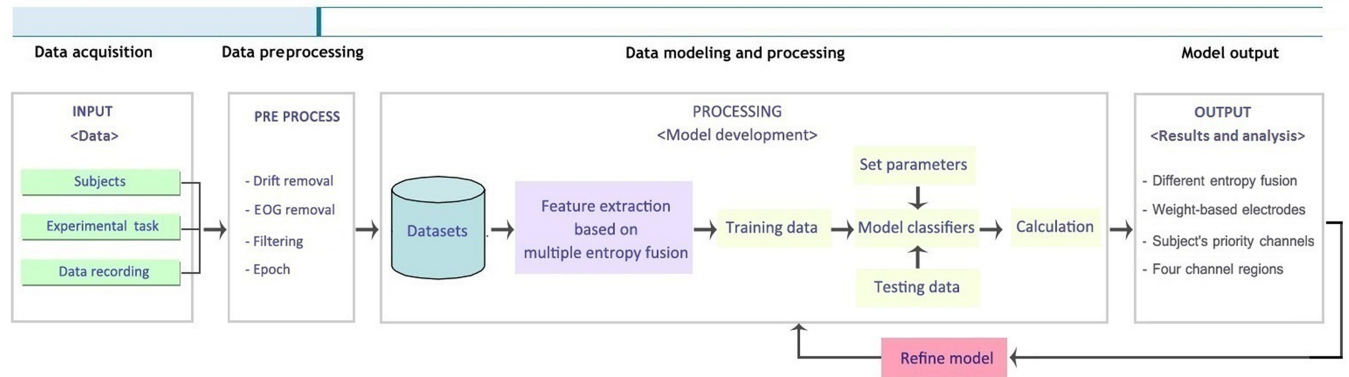 Data acquisition
Data preprocessing
Data modeling and processing
Model output
INPUT
<Data>
Subjects
Experimental task
Data recording
PRE PROCESS
- Drift removal
- EOG removal
- Filtering
- Epoch
PROCESSING
<Model development>
Datasets
Feature extraction
based on
multiple entropy fusion
Training data
Set parameters
Model classifiers
Testing data
Calculation
OUTPUT
<Results and analysis>
- Different entropy fusion
- Weight-based electrodes
- Subject's priority channels
- Four channel regions
Refine model